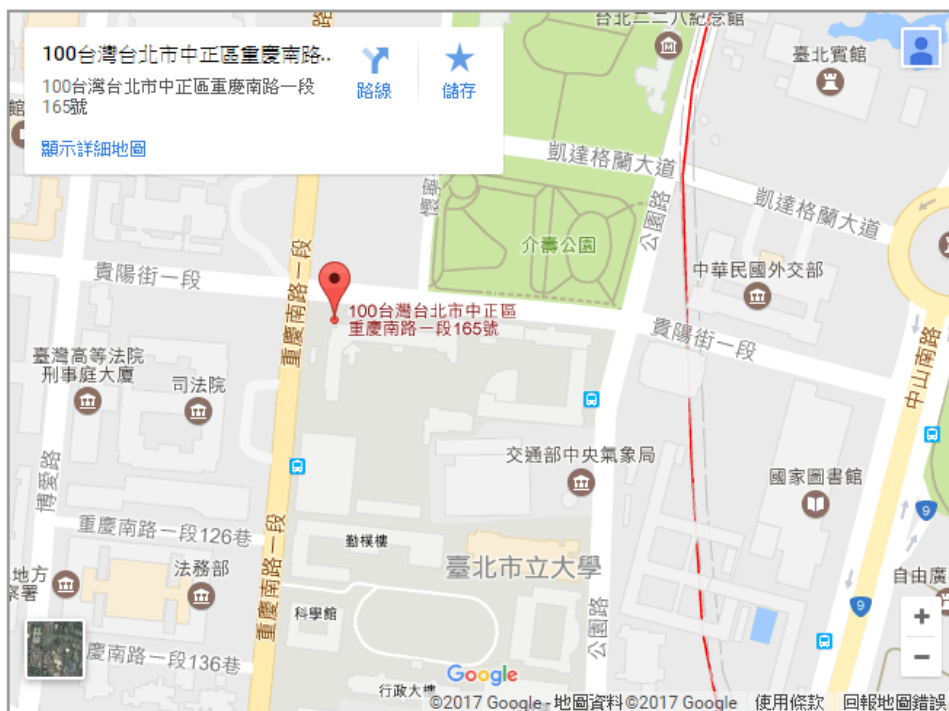 台北二二八紀念館
100台灣台北市中正區重慶南路..
100台灣台北市中正區重慶南路一段
165號
路線
儲存
顯示詳細地圖
館
路
臺北賓館
凱達格蘭大道
凱達格蘭大道
懷寧
公園路
介壽公園
中華民國外交部
貴陽街一段
重慶南路一段
100台灣台北市中正區
重慶南路一段165號
貴陽街一段
中山南路
臺灣高等法院
刑事庭大廈
司法院
交通部中央氣象局
國家圖書館
博愛路
9
重慶南路一段126巷
重慶南路一段
勤樸樓
臺北市立大學
地方
察署
法務部
科學館
公園路
9
自由廣
+
−
慶南路一段136巷
行政大樓
Google
©2017 Google - 地圖資料©2017 Google
使用條款
回報地圖錯誤